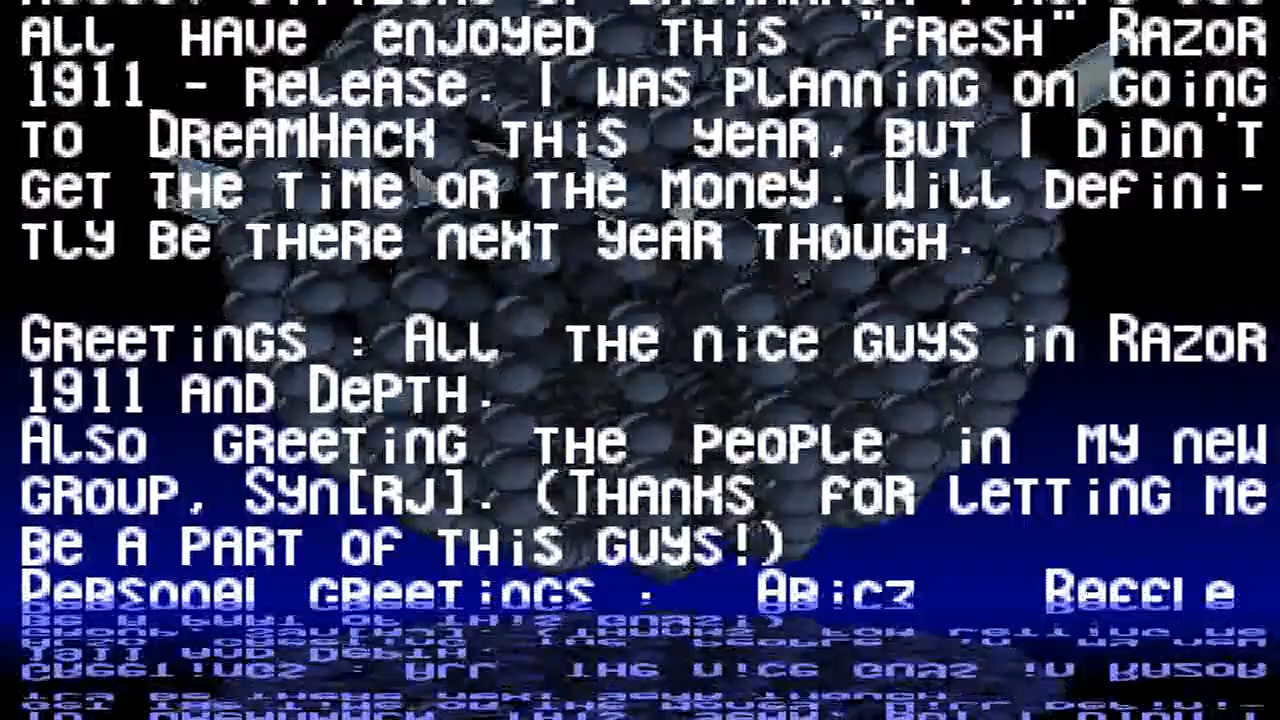 All have enjoyed this "fresh" Razor
1911 - release. I was planning on going
to DreamHack this year, but I didn't
get the time or the money. Will defini-
tly be there next year though.
Greetings : All the nice guys in Razor
1911 and Depth.
Also greeting the people in my new
group, Syn[RJ]. (Thanks for letting me
be a part of this guys!)
Personal greetings :